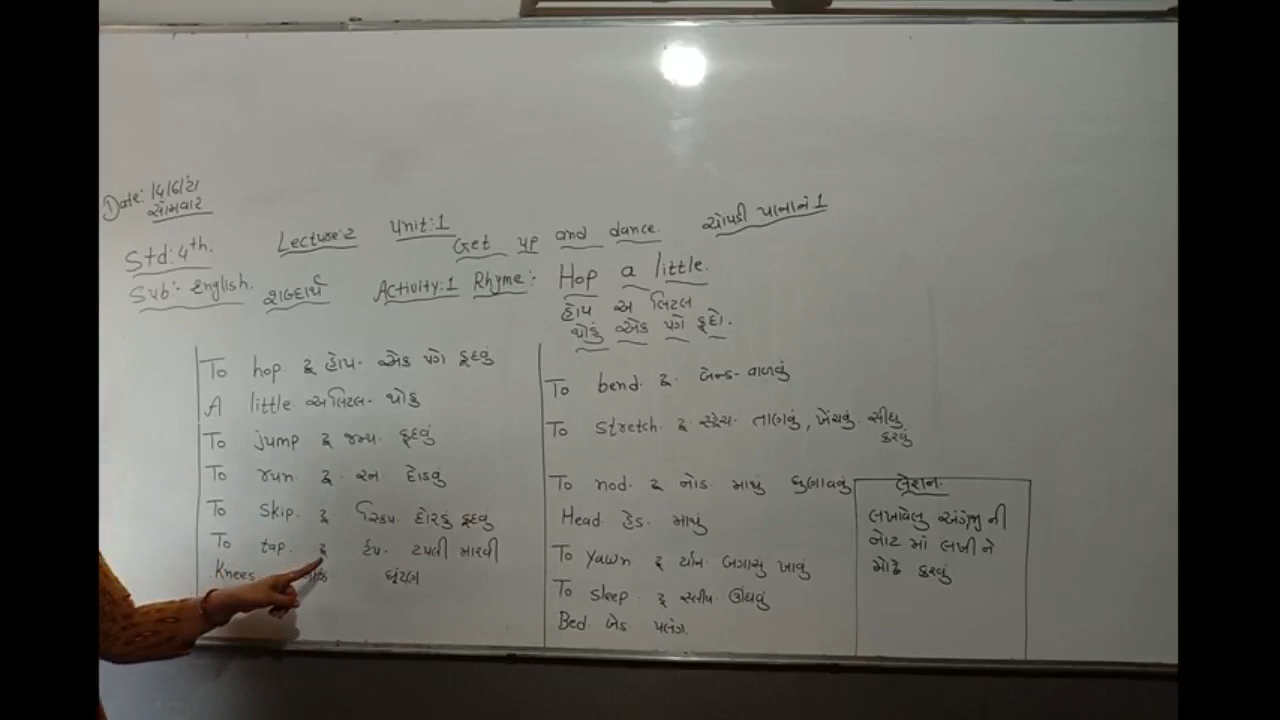 Date: 14/6/21
સોમવાર
Std:4th. Lecture:2 Unit:1 Get up and dance. ચોપડી પાનાનં 1
Sub:- English. શબ્દાર્થ Activity:1 Rhyme:- Hop a little.
હોપ અ લિટલ
થોડું એક પગે કૂદો.
To hop ટૂ હોપ- એક પગે કૂદવું
A little અ લિટલ- થોડું
To jump ટૂ જમ્પ કૂદવું
To run ટૂ રન દોડવું
To skip ટૂ સ્કિપ દોરડું કૂદવુ
To tap ટૂ ટેપ- ટપલી મારવી
Knees ઘૂંટણ
To bend ટૂ બેન્ડ- વાળવું
To stretch ટૂ સ્ટ્રેચ- તાણવું, ખેંચવું સીધુ
કરવું
To nod ટૂ નોડ માથું ધુણાવવું
Head હેડ માથું
To yawn ટૂ યોન બગાસું ખાવું
To sleep ટૂ સ્લીપ ઊંઘવું
Bed બેડ પલંગ
લેશન
લખાવેલુ અંગ્રેજી ની
નોટ માં લખી ને
મોઢે કરવું